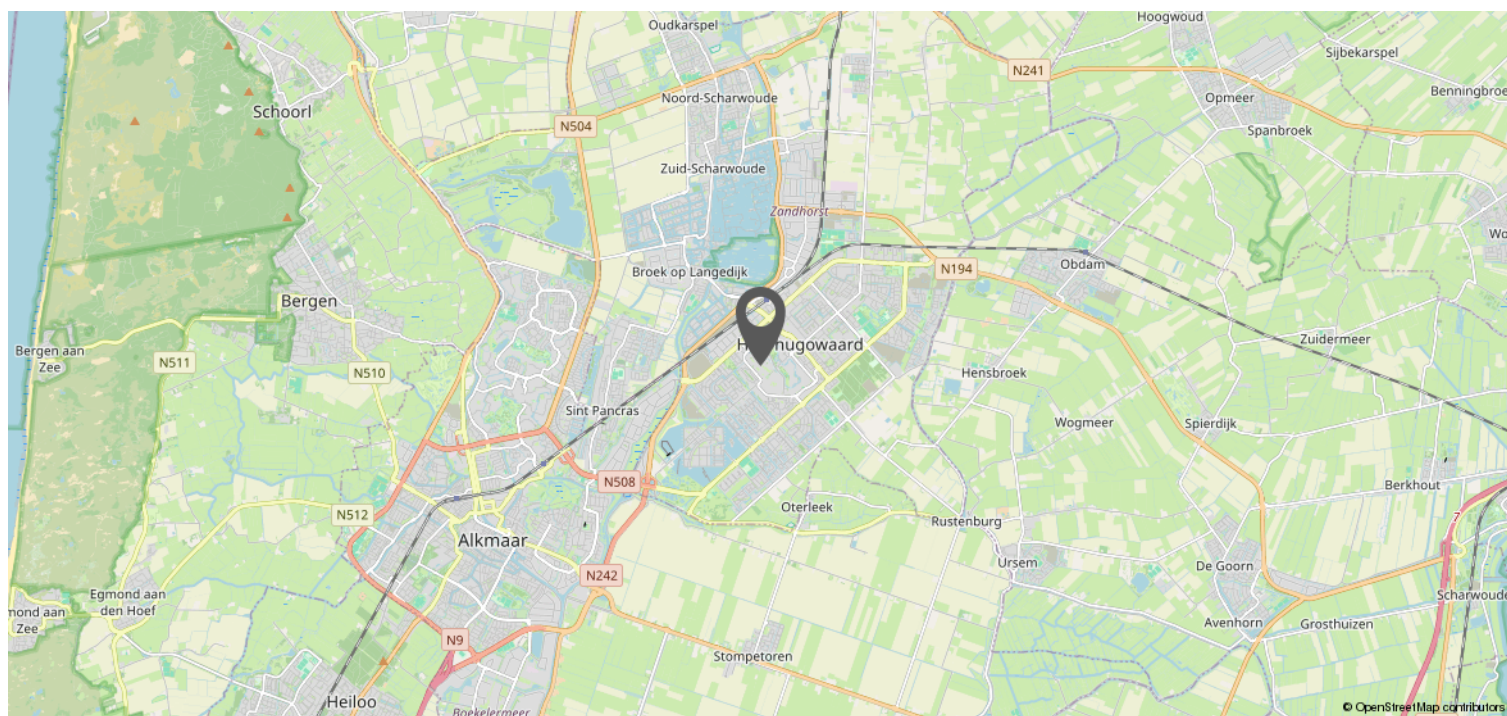 Hoogwoud
Oudkarspel
Sijbekarspel
N241
Noord-Scharwoude
Opmeer
Benningbroe
Schoorl
N504
Spanbroek
Zuid-Scharwoude
Zandhorst
Wo
Broek op Langedijk
Obdam
N194
Bergen
Zuidermeer
H
mugowaard
Bergen aan
Zee
N511
N510
Hensbroek
Sint Pancras
Wogmeer
Spierdijk
N508
Berkhout
Oterleek
N512
Rustenburg
7
Alkmaar
Ursem
De Goorn
N242
Egmond aan
den Hoef
Scharwoude
mond aan
Zee
Avenhorn
Grosthuizen
N9
Stompetoren
Heiloo
Boekelermeer
© OpenStreetMap contributors